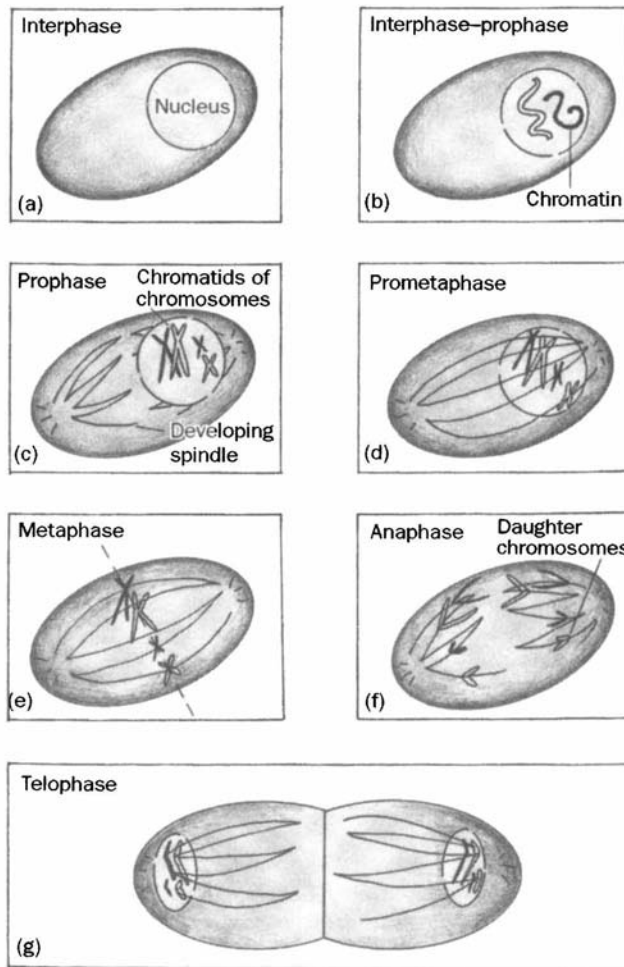 Interphase
Nucleus
(a)
Interphase–prophase
Chromatin
(b)
Prophase
Chromatids of
chromosomes
Developing
spindle
(c)
Prometaphase
(d)
Metaphase
(e)
Anaphase
Daughter
chromosomes
(f)
Telophase
(g)